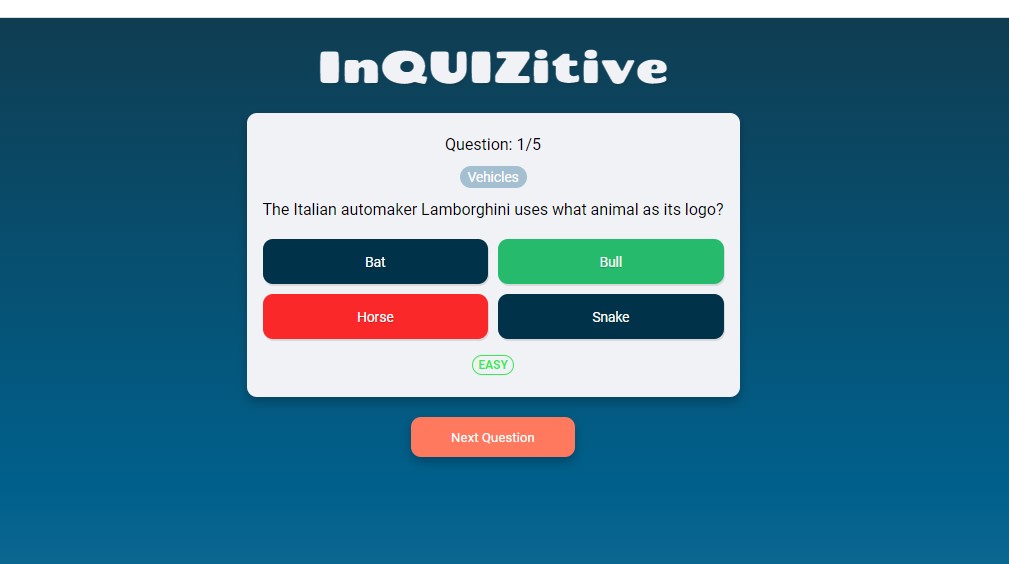 InQUIZitive
Question: 1/5
Vehicles
The Italian automaker Lamborghini uses what animal as its logo?
Bat
Bull
Horse
Snake
EASY
Next Question